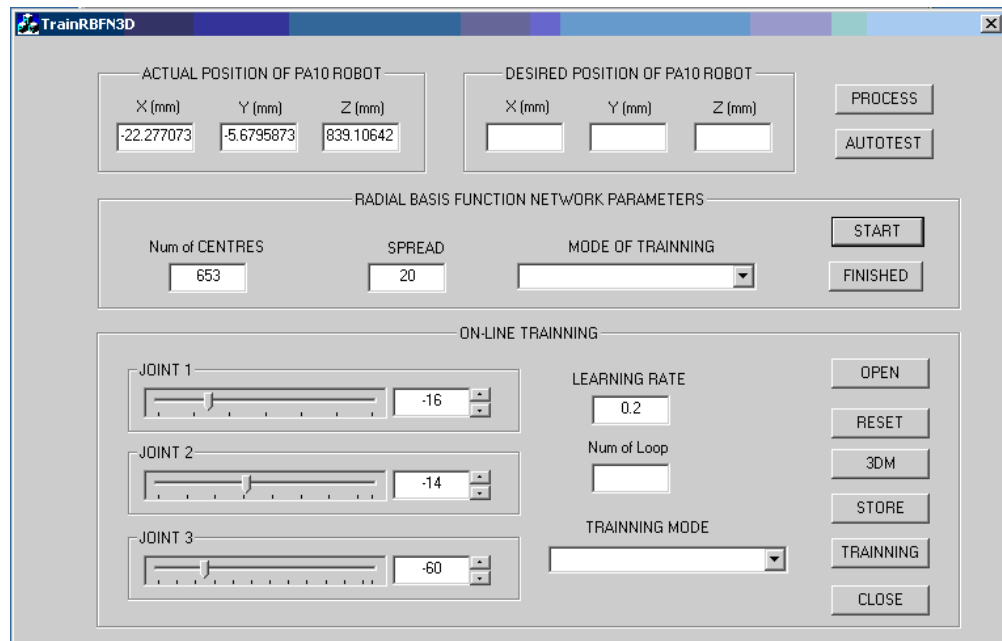 TrainRBFN3D
ACTUAL POSITION OF PA10 ROBOT
X (mm) Y (mm) Z (mm)
-22.277073 -5.6795873 839.10642
DESIRED POSITION OF PA10 ROBOT
X (mm) Y (mm) Z (mm)
PROCESS
AUTOTEST
RADIAL BASIS FUNCTION NETWORK PARAMETERS
Num of CENTRES SPREAD MODE OF TRAINNING
653 20
START
FINISHED
ON-LINE TRAINNING
JOINT 1
-16
JOINT 2
-14
JOINT 3
-60
LEARNING RATE
0.2
Num of Loop
TRAINNING MODE
OPEN
RESET
3DM
STORE
TRAINNING
CLOSE